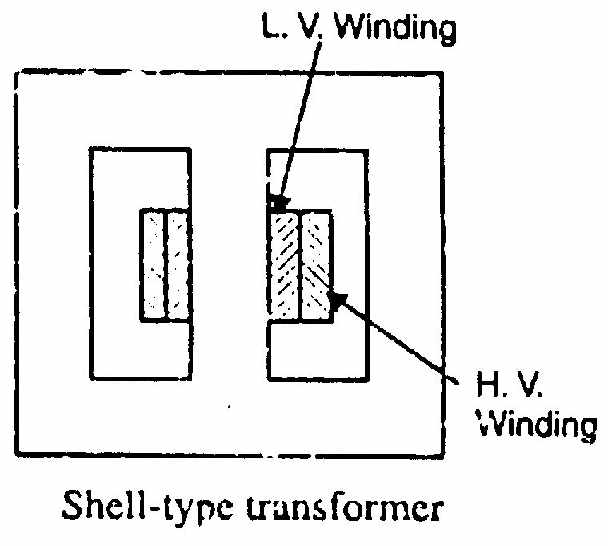 L. V. Winding
H. V.
Winding
Shell-type transformer